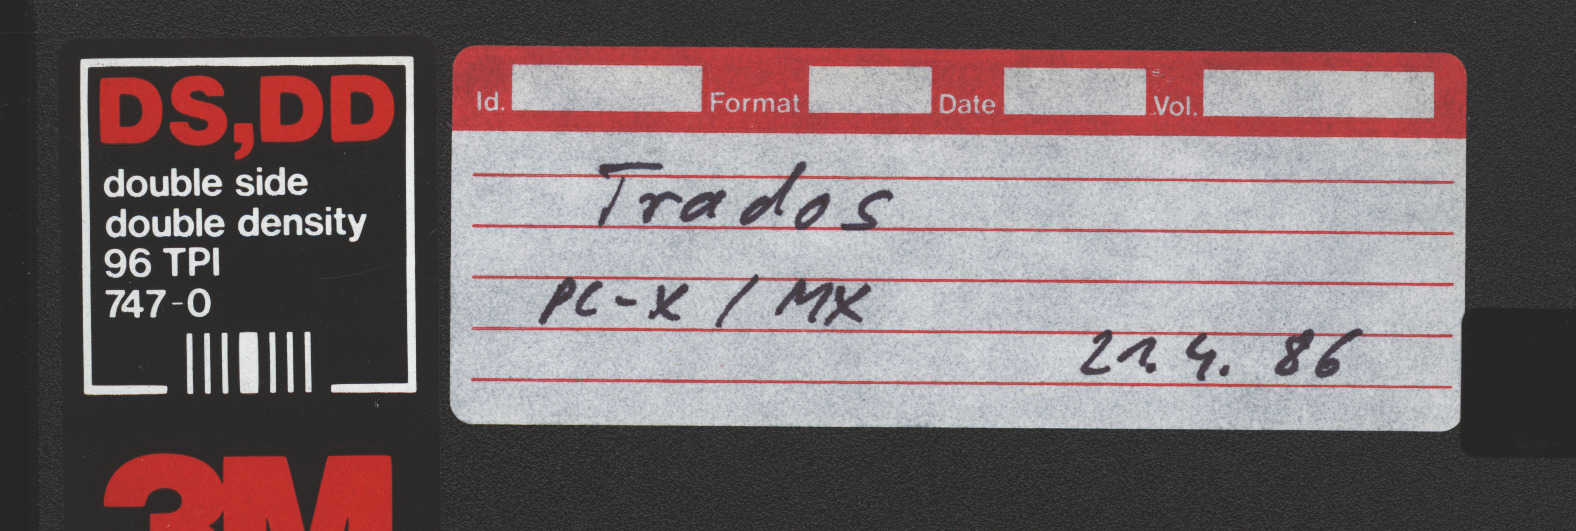 DS,DD
double side
double density
96 TPI
747-0
3M
Id. Format Date Vol.
Trados
PC-X / MX
21.4.86